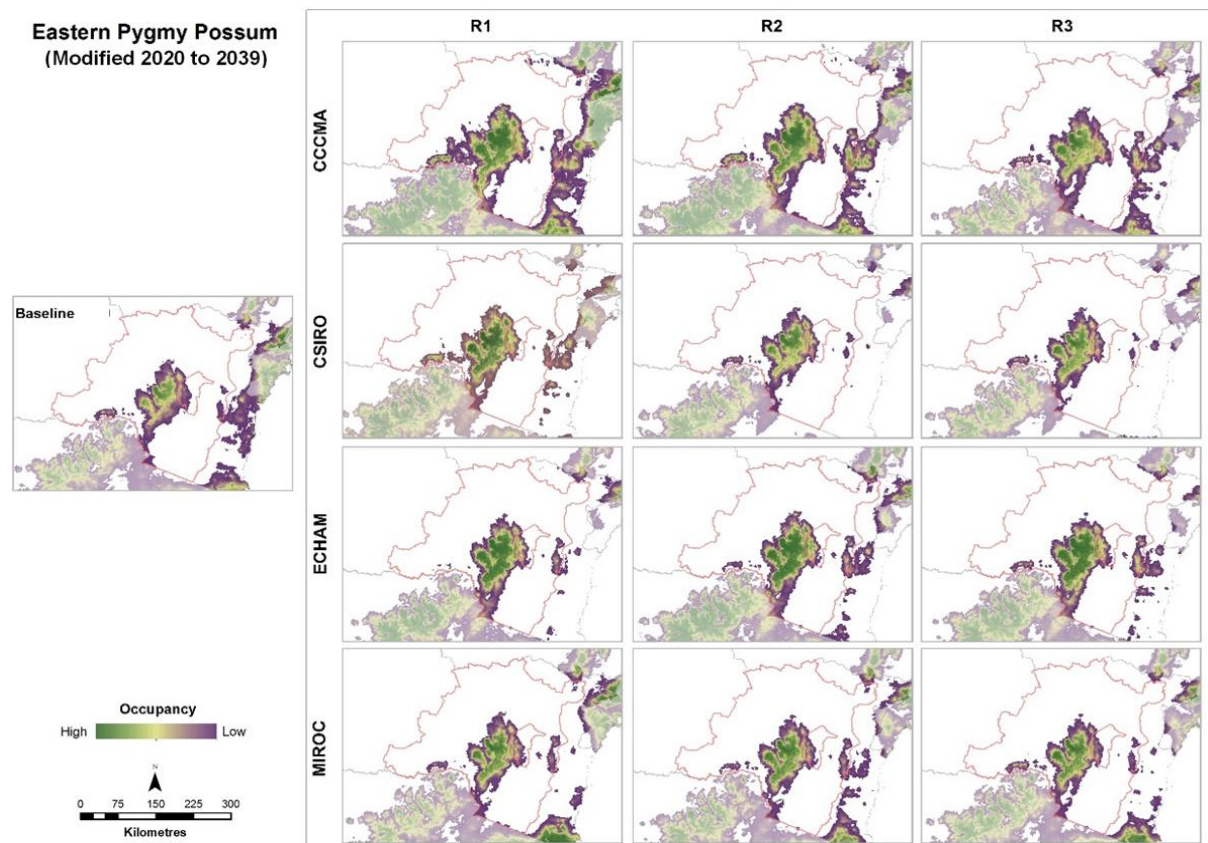 Eastern Pygmy Possum
(Modified 2020 to 2039)
R1 R2 R3
CCCMA
CSIRO
Baseline
ECHAM
MIROC
Occupancy
High Low
N
0 75 150 225 300
Kilometres